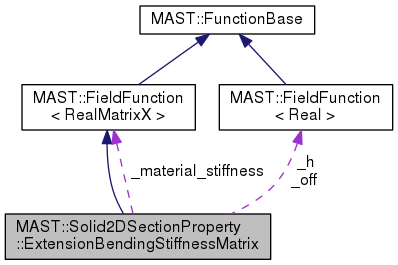 MAST::FunctionBase
MAST::FieldFunction
< RealMatrixX >
MAST::FieldFunction
< Real >
_material_stiffness
_h
_off
MAST::Solid2DSectionProperty
::ExtensionBendingStiffnessMatrix